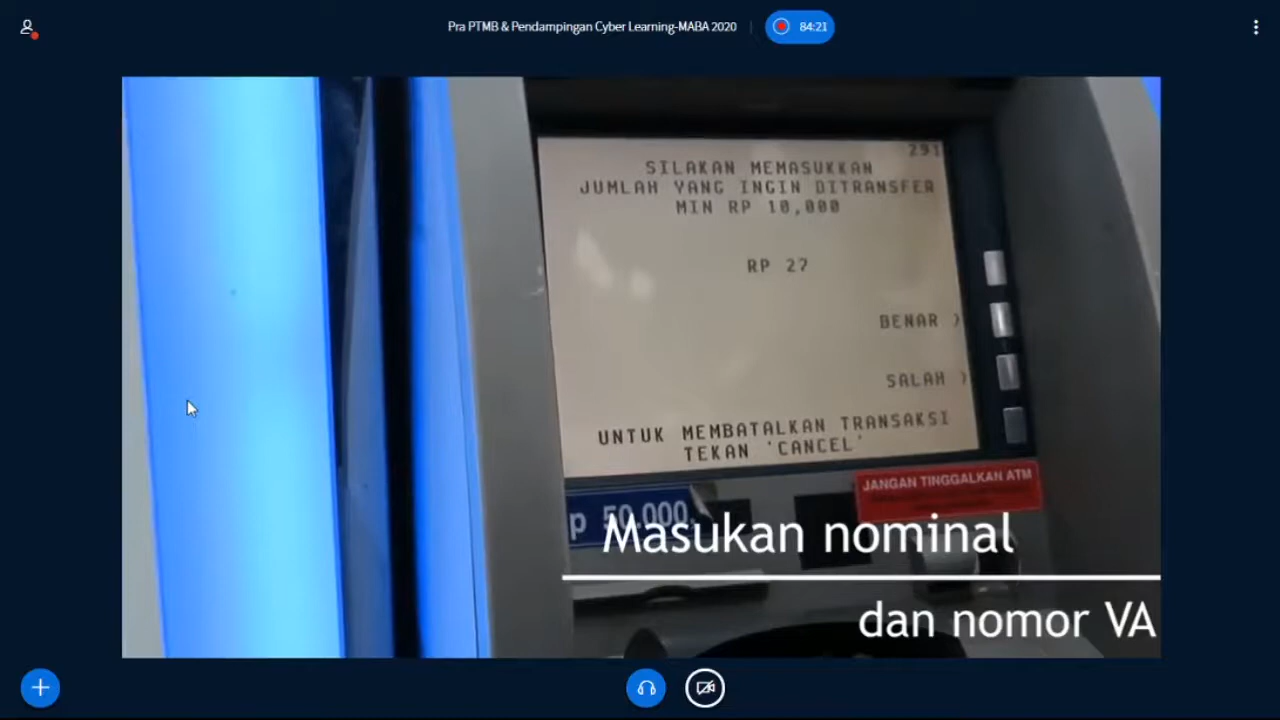 Pra PTMB & Pendampingan Cyber Learning-MABA 2020
84:21
291
SILAKAN MEMASUKKAN
JUMLAH YANG INGIN DITRANSFER
MIN RP 10,000
RP 27
BENAR )
SALAH )
UNTUK MEMBATALKAN TRANSAKSI
TEKAN 'CANCEL'
JANGAN TINGGALKAN ATM
p 50.000,
Masukan nominal
dan nomor VA